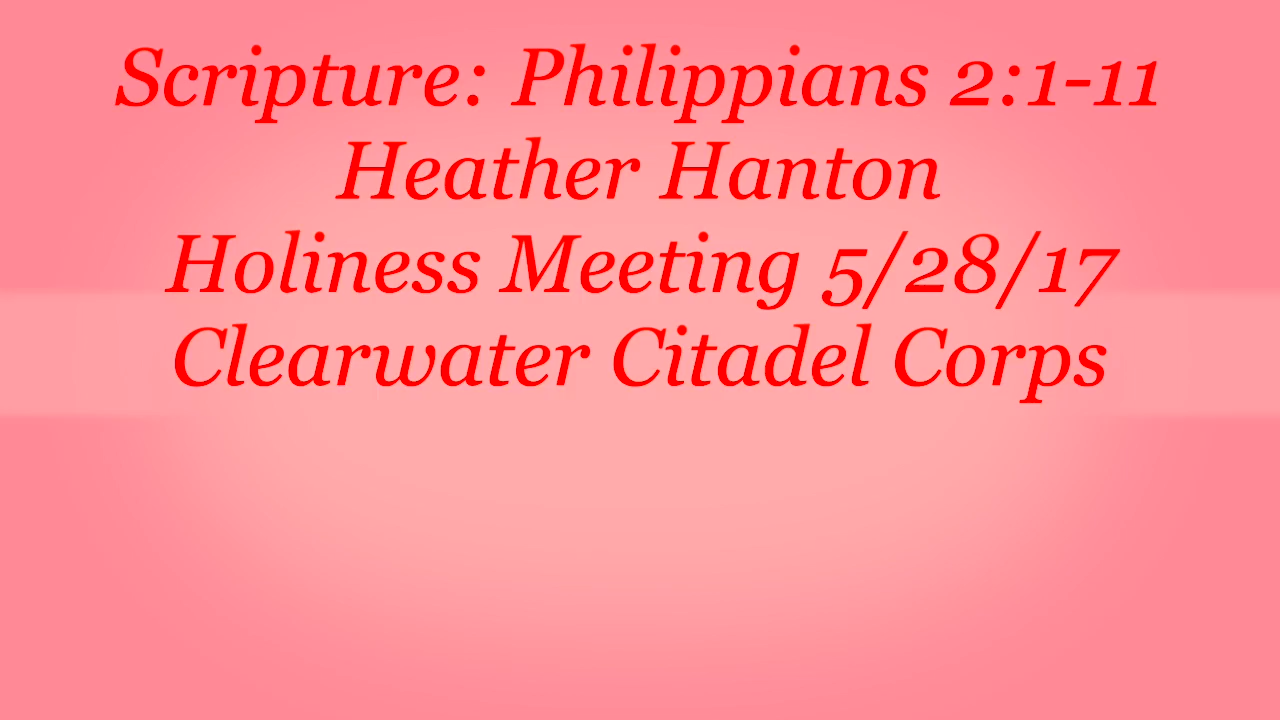 Scripture: Philippians 2:1-11
Heather Hanton
Holiness Meeting 5/28/17
Clearwater Citadel Corps